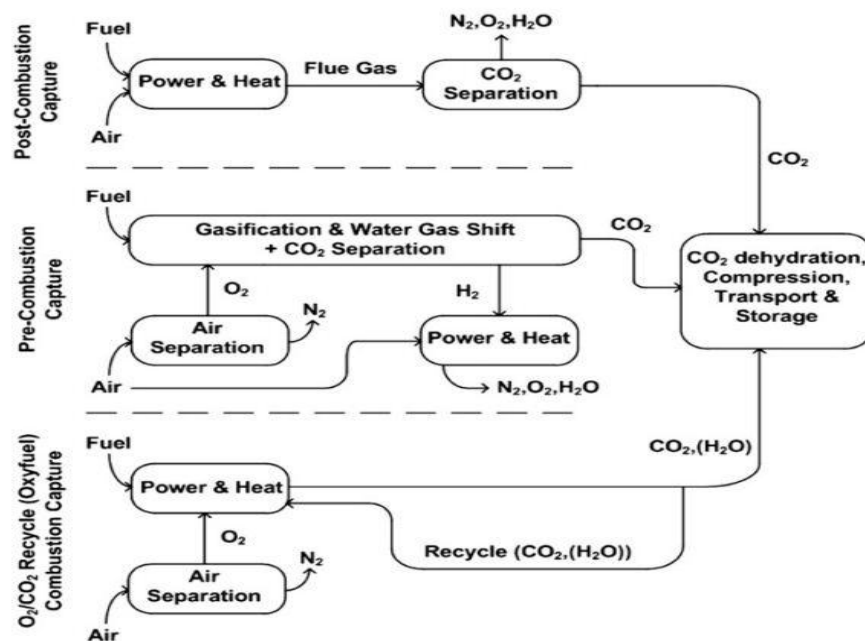 Post-Combustion
Capture
Fuel
Air
Power & Heat
Flue Gas
N₂,O₂,H₂O
CO₂
Separation
CO₂
Pre-Combustion
Capture
Fuel
Gasification & Water Gas Shift
+ CO₂ Separation
CO₂
O₂
H₂
N₂
Air
Separation
Air
Power & Heat
N₂,O₂,H₂O
CO₂ dehydration,
Compression,
Transport &
Storage
O₂/CO₂ Recycle (Oxyfuel)
Combustion Capture
Fuel
Power & Heat
CO₂,(H₂O)
Recycle (CO₂,(H₂O))
O₂
N₂
Air
Separation
Air